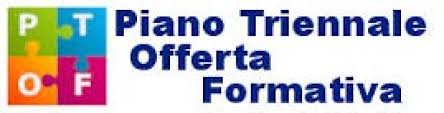 P T
O F
Piano Triennale
Offerta
Formativa